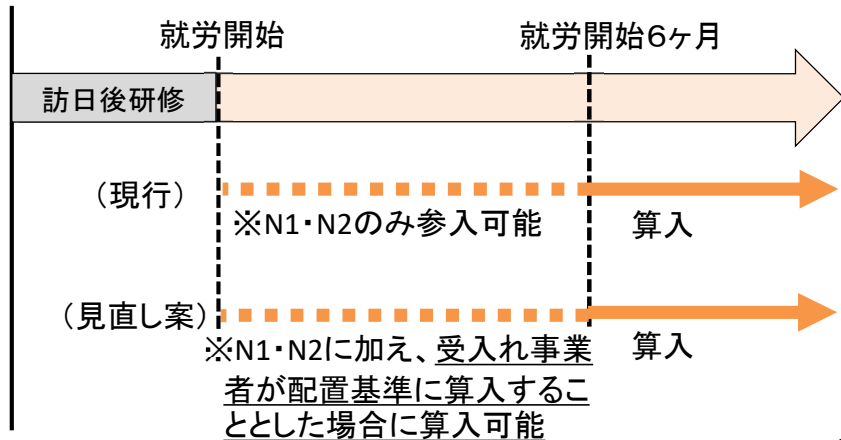 就労開始
就労開始6ヶ月
訪日後研修
（現行）
※N1・N2のみ参入可能
算入
（見直し案）
※N1・N2に加え、受入れ事業
者が配置基準に算入するこ
ととした場合に算入可能
算入